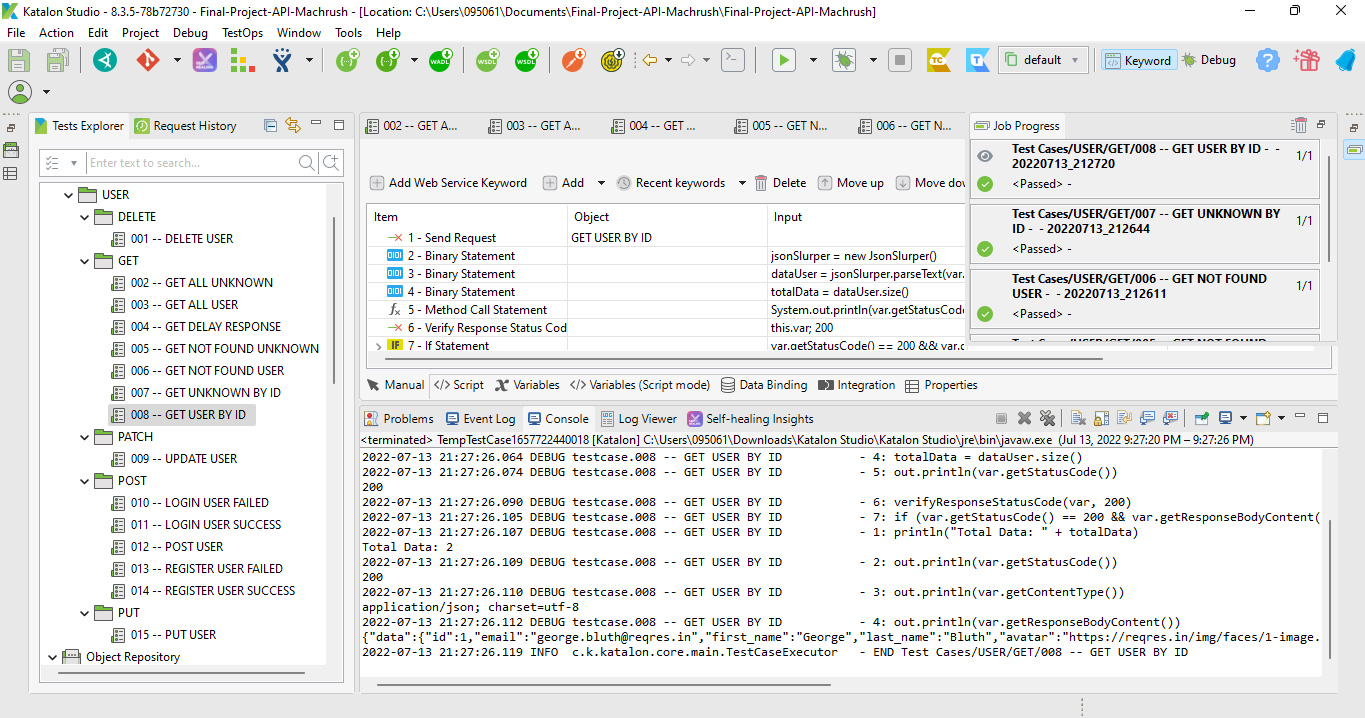 Katalon Studio - 8.3.5-78b72730 - Final-Project-API-Machrush - [Location: C:\Users\095061\Documents\Final-Project-API-Machrush\Final-Project-API-Machrush]
File Action Edit Project Debug TestOps Window Tools Help
default Keyword Debug
Tests Explorer Request History
Enter text to search...
USER
DELETE
001 -- DELETE USER
GET
002 -- GET ALL UNKNOWN
003 -- GET ALL USER
004 -- GET DELAY RESPONSE
005 -- GET NOT FOUND UNKNOWN
006 -- GET NOT FOUND USER
007 -- GET UNKNOWN BY ID
008 -- GET USER BY ID
PATCH
009 -- UPDATE USER
POST
010 -- LOGIN USER FAILED
011 -- LOGIN USER SUCCESS
012 -- POST USER
013 -- REGISTER USER FAILED
014 -- REGISTER USER SUCCESS
PUT
015 -- PUT USER
Object Repository
002 -- GET A... 003 -- GET A... 004 -- GET ... 005 -- GET N... 006 -- GET N...
Add Web Service Keyword Add Recent keywords Delete Move up Move dow
Item Object Input
1 - Send Request GET USER BY ID
2 - Binary Statement jsonSlurper = new JsonSlurper()
3 - Binary Statement dataUser = jsonSlurper.parseText(var.
4 - Binary Statement totalData = dataUser.size()
5 - Method Call Statement System.out.println(var.getStatusCode
6 - Verify Response Status Cod this.var; 200
7 - If Statement var.getStatusCode() == 200 && var.g
Manual Script Variables Variables (Script mode) Data Binding Integration Properties
Job Progress
Test Cases/USER/GET/008 -- GET USER BY ID - -
20220713_212720 1/1
<Passed> -
Test Cases/USER/GET/007 -- GET UNKNOWN BY
ID - - 20220713_212644 1/1
<Passed> -
Test Cases/USER/GET/006 -- GET NOT FOUND
USER - - 20220713_212611 1/1
<Passed> -
Problems Event Log Console Log Viewer Self-healing Insights
<terminated> TempTestCase1657722440018 [Katalon] C:\Users\095061\Downloads\Katalon Studio\Katalon Studio\jre\bin\javaw.exe (Jul 13, 2022 9:27:20 PM – 9:27:26 PM)
2022-07-13 21:27:26.064 DEBUG testcase.008 -- GET USER BY ID - 4: totalData = dataUser.size()
2022-07-13 21:27:26.074 DEBUG testcase.008 -- GET USER BY ID - 5: out.println(var.getStatusCode())
200
2022-07-13 21:27:26.090 DEBUG testcase.008 -- GET USER BY ID - 6: verifyResponseStatusCode(var, 200)
2022-07-13 21:27:26.105 DEBUG testcase.008 -- GET USER BY ID - 7: if (var.getStatusCode() == 200 && var.getResponseBodyContent(
2022-07-13 21:27:26.107 DEBUG testcase.008 -- GET USER BY ID - 1: println("Total Data: " + totalData)
Total Data: 2
2022-07-13 21:27:26.109 DEBUG testcase.008 -- GET USER BY ID - 2: out.println(var.getStatusCode())
200
2022-07-13 21:27:26.110 DEBUG testcase.008 -- GET USER BY ID - 3: out.println(var.getContentType())
application/json; charset=utf-8
2022-07-13 21:27:26.112 DEBUG testcase.008 -- GET USER BY ID - 4: out.println(var.getResponseBodyContent())
{"data":{"id":1,"email":"george.bluth@reqres.in","first_name":"George","last_name":"Bluth","avatar":"https://reqres.in/img/faces/1-image.
2022-07-13 21:27:26.119 INFO c.k.katalon.core.main.TestCaseExecutor - END Test Cases/USER/GET/008 -- GET USER BY ID